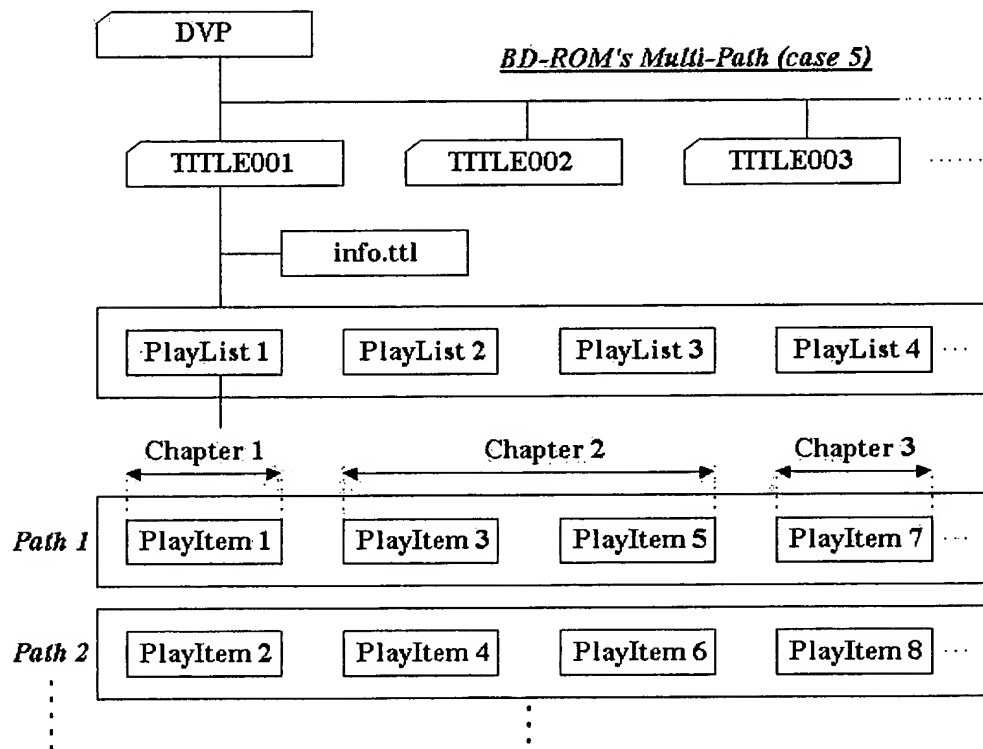 DVP
BD-ROM's Multi-Path (case 5)
TITLE001
TITLE002
TITLE003
info.ttl
PlayList 1
PlayList 2
PlayList 3
PlayList 4
Chapter 1
Chapter 2
Chapter 3
Path 1
PlayItem 1
PlayItem 3
PlayItem 5
PlayItem 7
Path 2
PlayItem 2
PlayItem 4
PlayItem 6
PlayItem 8